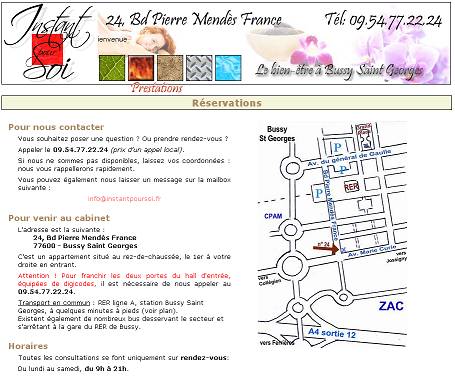 Instant
pour
Soi
24, Bd Pierre Mendès France
Tél: 09.54.77.22.24
Bienvenue
Prestations
Le bien-être à Bussy Saint Georges
Réservations
Pour nous contacter
Vous souhaitez poser une question ? Ou prendre rendez-vous ?
Appeler le 09.54.77.22.24 (prix d'un appel local).
Si nous ne sommes pas disponibles, laissez vos coordonnées :
nous vous rappellerons rapidement.
Vous pouvez également nous laisser un message sur la mailbox
suivante :
info@instantpoursoi.fr
Pour venir au cabinet
L'adresse est la suivante :
24, Bd Pierre Mendès France
77600 - Bussy Saint Georges
C'est un appartement situé au rez-de-chaussée, le 1er à votre
droite en entrant.
Attention ! Pour franchir les deux portes du hall d'entrée,
équipées de digicodes, il est nécessaire de nous appeler au
09.54.77.22.24.
Transport en commun : RER ligne A, station Bussy Saint
Georges, à quelques minutes à pieds (voir plan).
Existent également de nombreux bus desservant le secteur et
s'arrêtant à la gare du RER de Bussy.
Horaires
Toutes les consultations se font uniquement sur rendez-vous:
Du lundi au samedi, de 9h à 21h.
Bussy
St Georges
P
P
Av. du général de Gaulle
Bd Pierre Mendès France
RER
CPAM
n° 24
X
Av. Marie Curie
vers
Jossigny
vers
Collégien
ZAC
A4 sortie 12
vers Ferrières